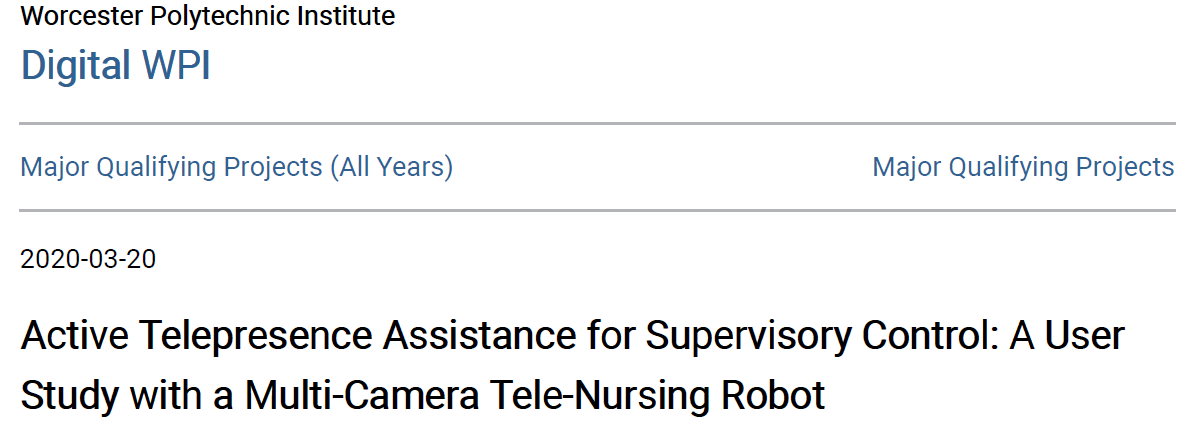 Worcester Polytechnic Institute
Digital WPI
Major Qualifying Projects (All Years)
Major Qualifying Projects
2020-03-20
Active Telepresence Assistance for Supervisory Control: A User
Study with a Multi-Camera Tele-Nursing Robot